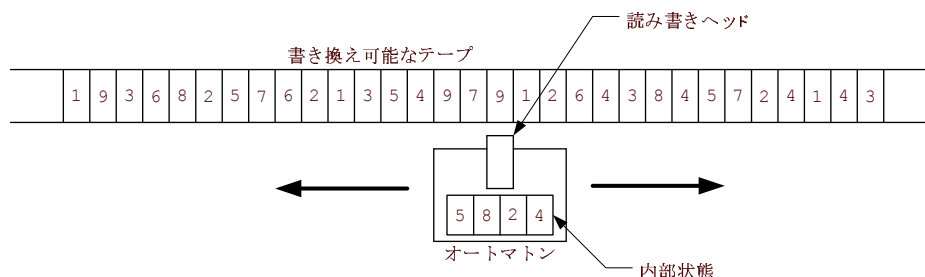 読み書きヘッド
書き換え可能なテープ
1 9 3 6 8 2 5 7 6 2 1 3 5 4 9 7 9 1 2 6 4 3 8 4 5 7 2 4 1 4 3
5 8 2 4
オートマトン
内部状態